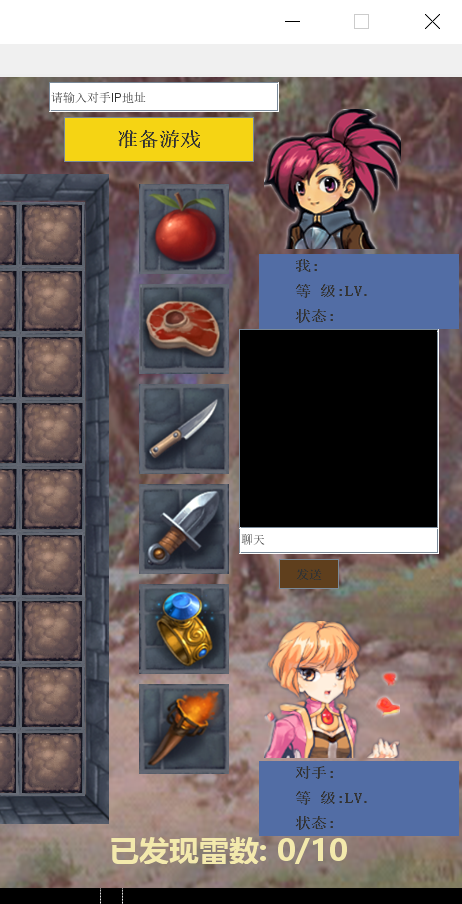 请输入对手IP地址
准备游戏
我:
等 级:LV.
状态:
聊天
发送
对手:
等 级:LV.
状态:
已发现雷数: 0/10